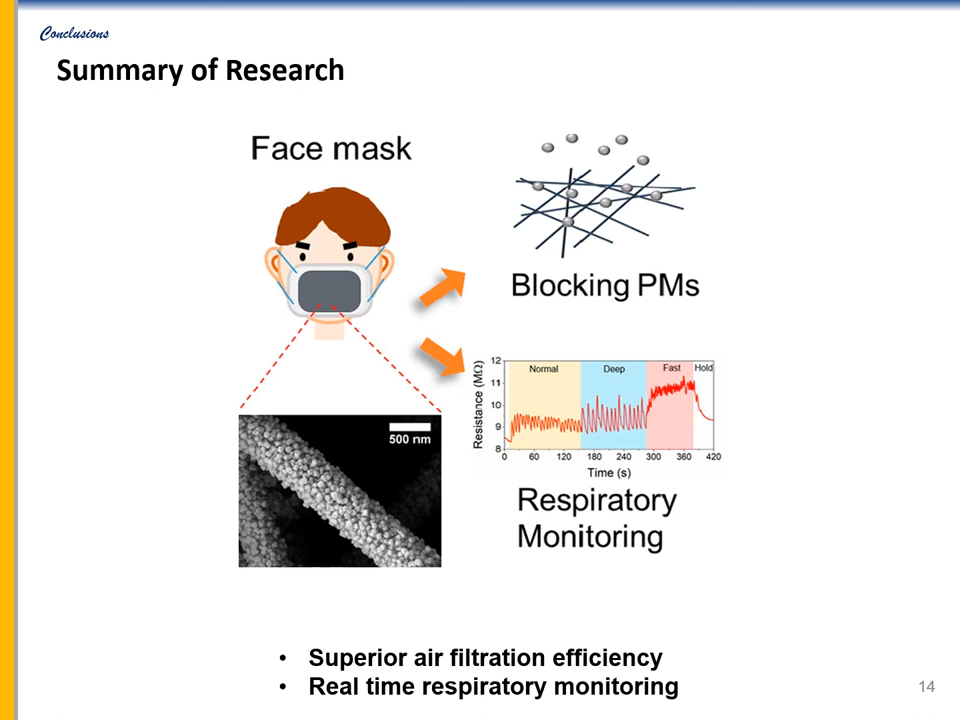 Conclusions
Summary of Research
Face mask
Blocking PMs
500 nm
Resistance (MΩ)
12
11
10
9
8
Normal
Deep
Fast
Hold
0 60 120 180 240 300 360 420
Time (s)
Respiratory
Monitoring
• Superior air filtration efficiency
• Real time respiratory monitoring
14